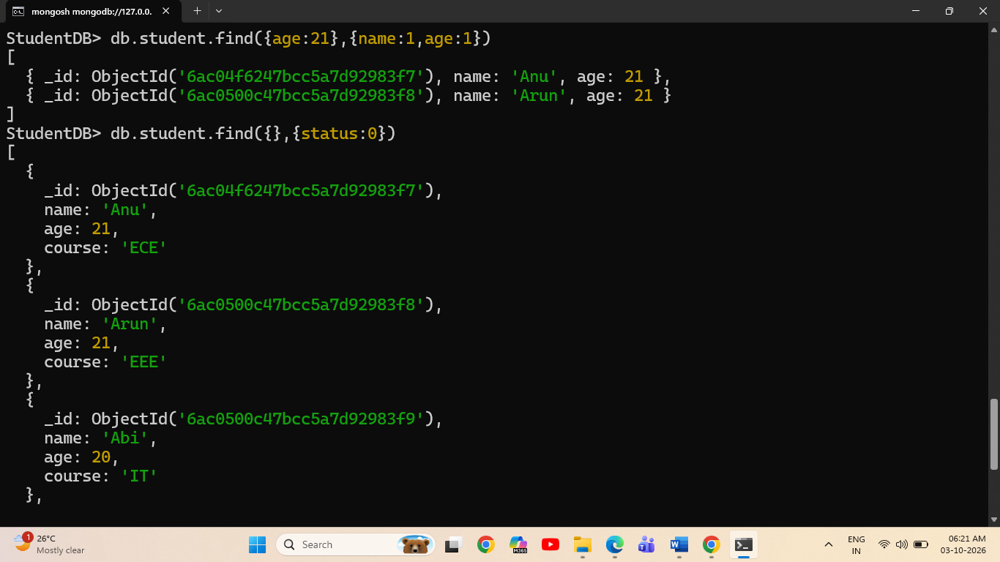 mongosh mongodb://127.0.0.
StudentDB> db.student.find({age:21},{name:1,age:1})
[
  { _id: ObjectId('6ac04f6247bcc5a7d92983f7'), name: 'Anu', age: 21 },
  { _id: ObjectId('6ac0500c47bcc5a7d92983f8'), name: 'Arun', age: 21 }
]
StudentDB> db.student.find({},{status:0})
[
  {
    _id: ObjectId('6ac04f6247bcc5a7d92983f7'),
    name: 'Anu',
    age: 21,
    course: 'ECE'
  },
  {
    _id: ObjectId('6ac0500c47bcc5a7d92983f8'),
    name: 'Arun',
    age: 21,
    course: 'EEE'
  },
  {
    _id: ObjectId('6ac0500c47bcc5a7d92983f9'),
    name: 'Abi',
    age: 20,
    course: 'IT'
  },
1
26°C
Mostly clear
Search
M365
ENG
IN
06:21 AM
03-10-2026